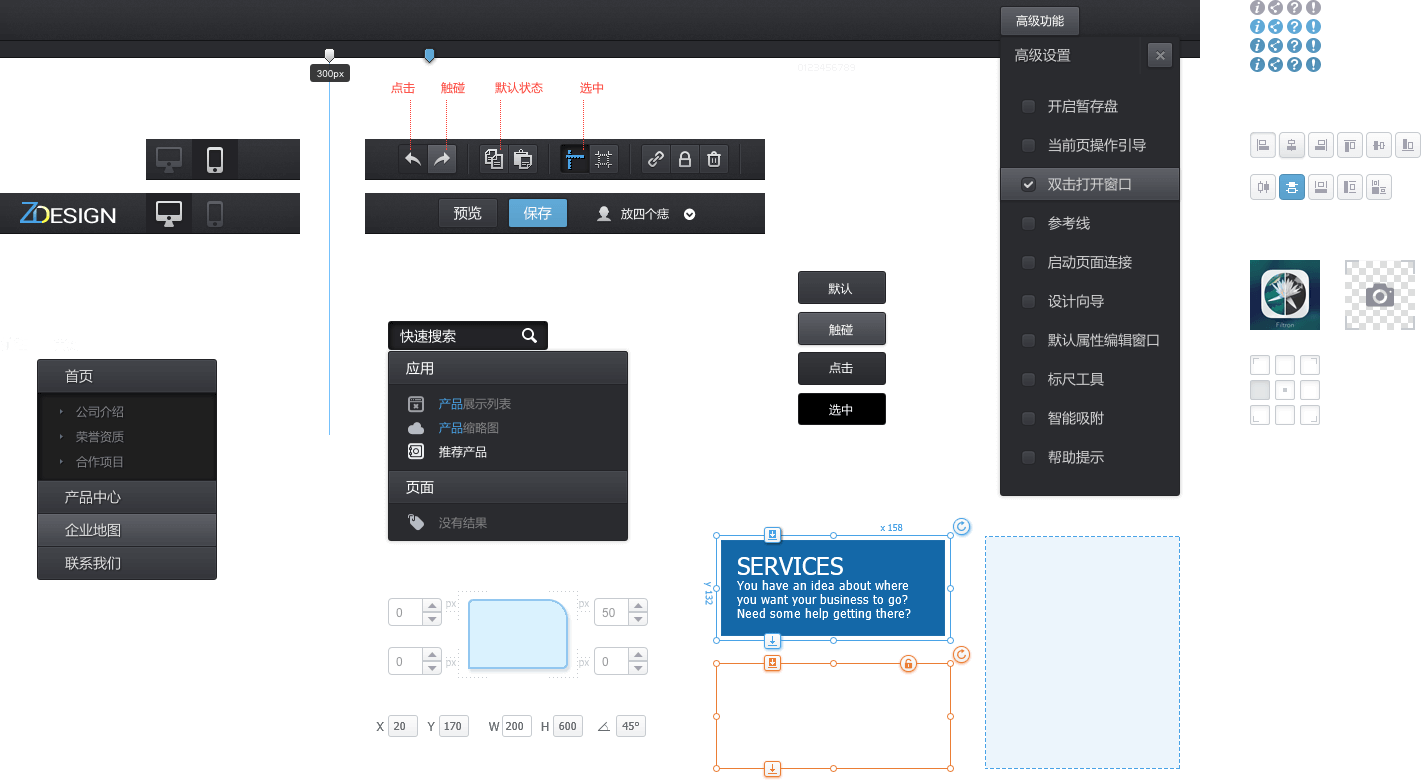 高级功能
高级设置
300px
0123456789
点击
触碰
默认状态
选中
开启暂存盘
当前页操作引导
双击打开窗口
参考线
启动页面连接
设计向导
默认属性编辑窗口
标尺工具
智能吸附
帮助提示
ZDESIGN
预览
保存
放四个痣
默认
触碰
点击
选中
快速搜索
应用
产品展示列表
产品缩略图
推荐产品
页面
没有结果
首页
公司介绍
荣誉资质
合作项目
产品中心
企业地图
联系我们
Filtron
x 158
y 132
SERVICES
You have an idea about where
you want your business to go?
Need some help getting there?
0 px
px 50
0 px
px 0
X 20 Y 170 W 200 H 600 45°